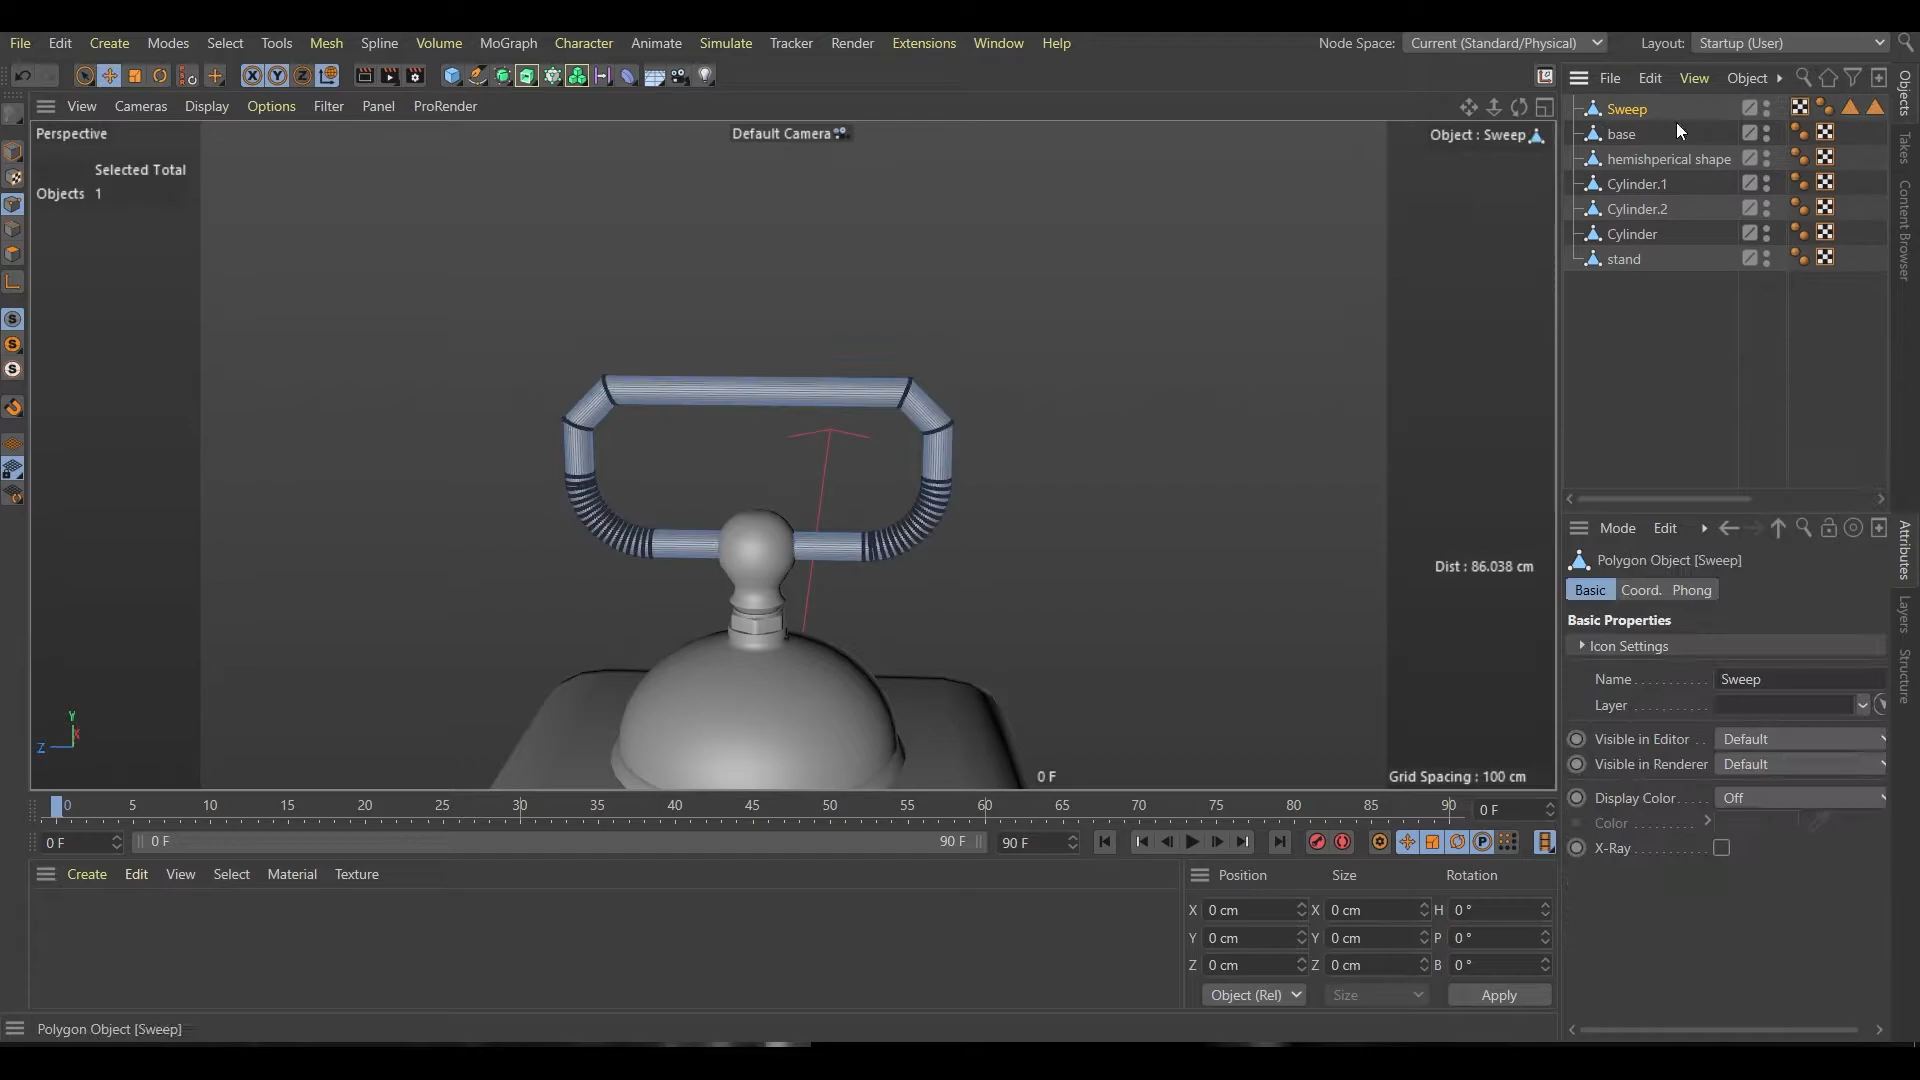 File Edit Create Modes Select Tools Mesh Spline Volume MoGraph Character Animate Simulate Tracker Render Extensions Window Help Node Space: Current (Standard/Physical) Layout: Startup (User)
View Cameras Display Options Filter Panel ProRender
File Edit View Object
Perspective
Default Camera
Object : Sweep
Selected Total
Objects 1
Sweep
base
hemishperical shape
Cylinder.1
Cylinder.2
Cylinder
stand
Objects
Takes
Content Browser
Dist : 86.038 cm
Y
X
Z
0 F
Grid Spacing : 100 cm
Mode Edit
Polygon Object [Sweep]
Basic Coord. Phong
Basic Properties
Icon Settings
Name Sweep
Layer
Visible in Editor Default
Visible in Renderer Default
Display Color Off
Color
X-Ray
Attributes
Layers
Structure
0 5 10 15 20 25 30 35 40 45 50 55 60 65 70 75 80 85 90 0 F
0 F 0 F 90 F 90 F
Create Edit View Select Material Texture
Position Size Rotation
X 0 cm X 0 cm H 0 °
Y 0 cm Y 0 cm P 0 °
Z 0 cm Z 0 cm B 0 °
Object (Rel) Size Apply
Polygon Object [Sweep]